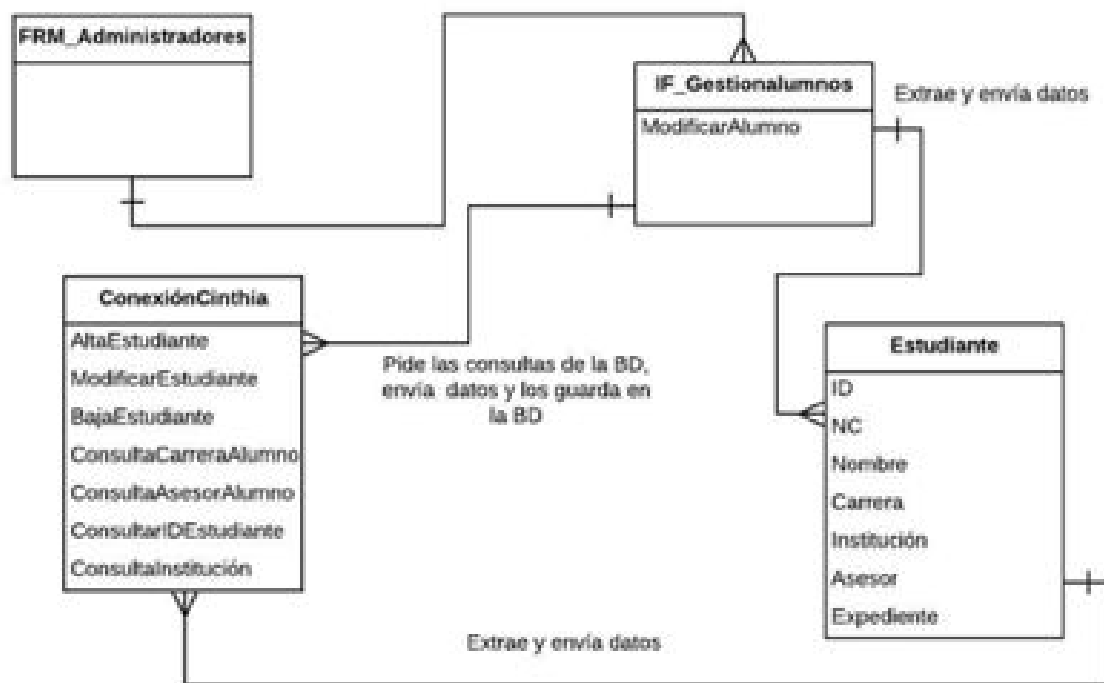 FRM_Administradores
IF_Gestionalumnos
ModificarAlumno
Extrae y envía datos
ConexiónCinthia
AltaEstudiante
ModificarEstudiante
BajaEstudiante
ConsultaCarreraAlumno
ConsultaAsesorAlumno
ConsultarIDEstudiante
ConsultaInstitución
Pide las consultas de la BD,
envía datos y los guarda en
la BD
Estudiante
ID
NC
Nombre
Carrera
Institución
Asesor
Expediente
Extrae y envía datos